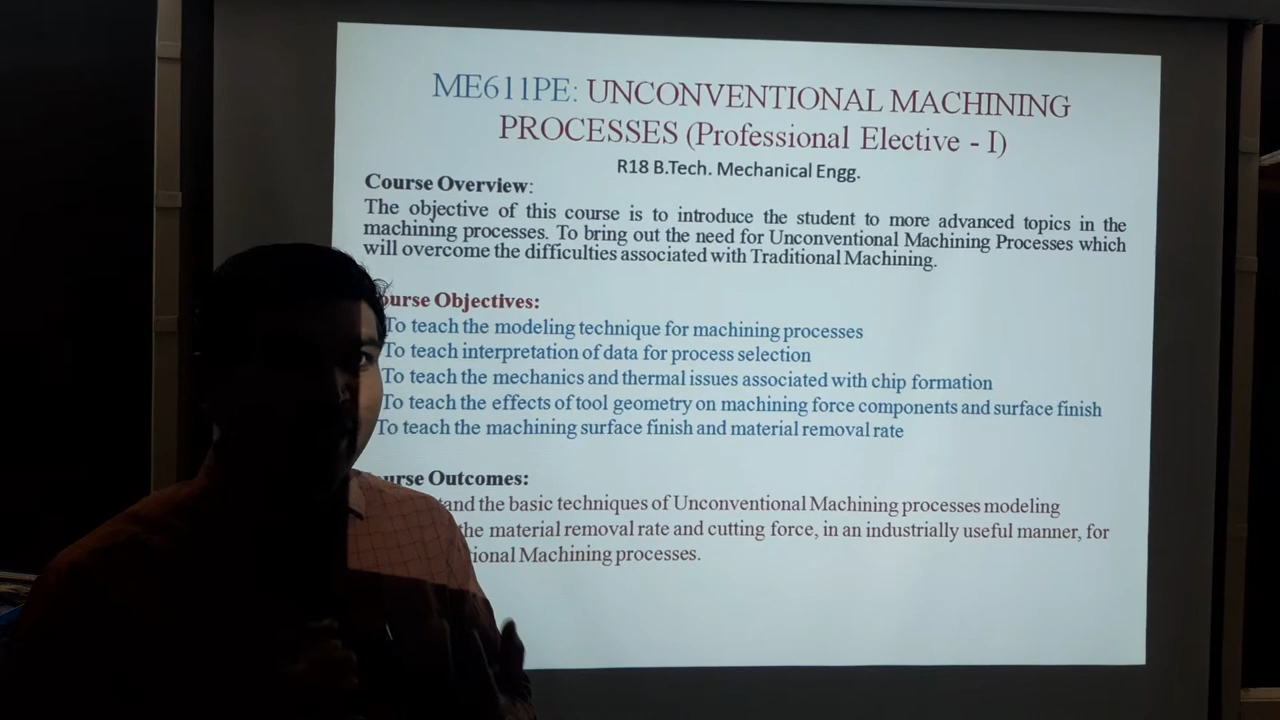 ME611PE: UNCONVENTIONAL MACHINING
PROCESSES (Professional Elective - I)
R18 B.Tech. Mechanical Engg.
Course Overview:
The objective of this course is to introduce the student to more advanced topics in the
machining processes. To bring out the need for Unconventional Machining Processes which
will overcome the difficulties associated with Traditional Machining.
ourse Objectives:
To teach the modeling technique for machining processes
To teach interpretation of data for process selection
To teach the mechanics and thermal issues associated with chip formation
To teach the effects of tool geometry on machining force components and surface finish
To teach the machining surface finish and material removal rate
urse Outcomes:
and the basic techniques of Unconventional Machining processes modeling
the material removal rate and cutting force, in an industrially useful manner, for
ional Machining processes.